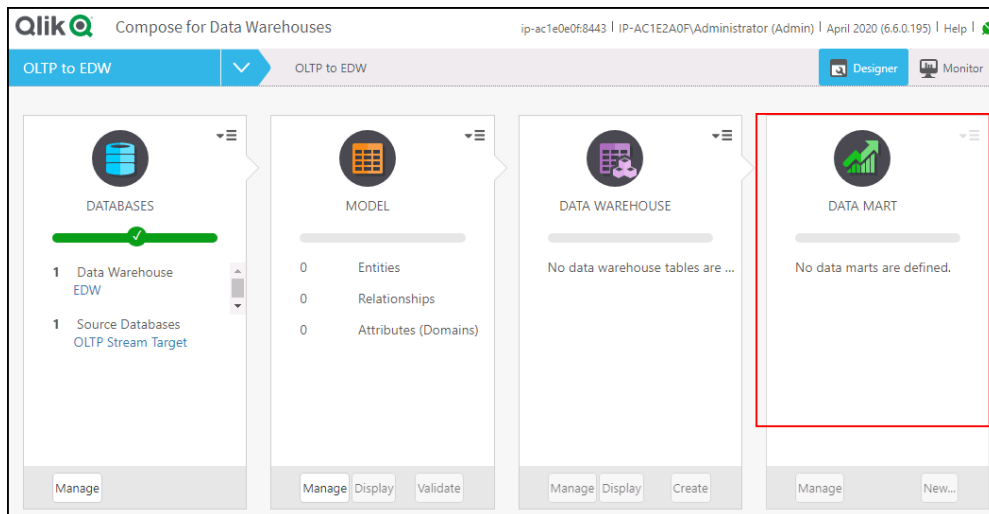 Qlik Q Compose for Data Warehouses ip-ac1e0e0f:8443 | IP-AC1E2A0F\Administrator (Admin) | April 2020 (6.6.0.195) | Help |
OLTP to EDW OLTP to EDW Designer Monitor
DATABASES
1 Data Warehouse
EDW
1 Source Databases
OLTP Stream Target
Manage
MODEL
0 Entities
0 Relationships
0 Attributes (Domains)
Manage Display Validate
DATA WAREHOUSE
No data warehouse tables are ...
Manage Display Create
DATA MART
No data marts are defined.
Manage New...